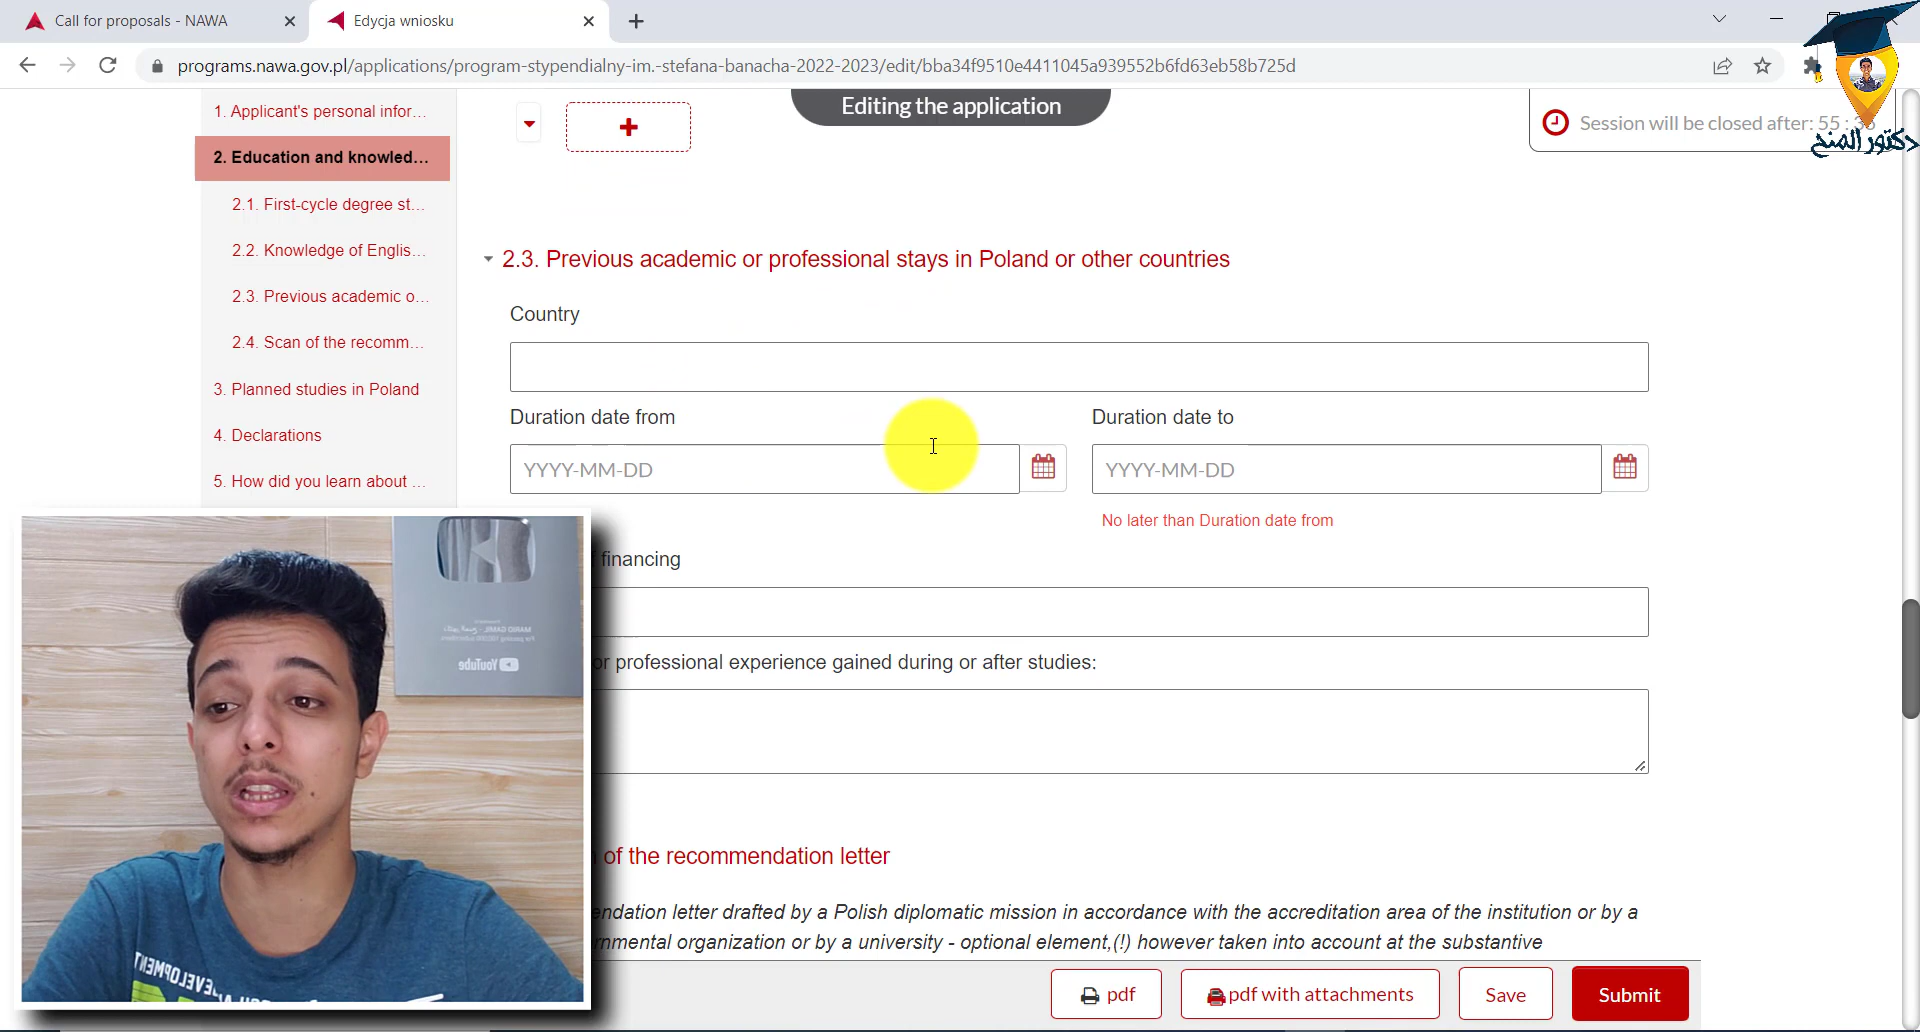 Call for proposals - NAWA
Edycja wniosku
programs.nawa.gov.pl/applications/program-stypendialny-im.-stefana-banacha-2022-2023/edit/bba34f9510e4411045a939552b6fd63eb58b725d
دكتور المنح
Editing the application
Session will be closed after: 55 : 3
1. Applicant's personal infor...
2. Education and knowled...
2.1. First-cycle degree st...
2.2. Knowledge of Englis...
2.3. Previous academic o...
2.4. Scan of the recomm...
3. Planned studies in Poland
4. Declarations
5. How did you learn about ...
2.3. Previous academic or professional stays in Poland or other countries
Country
Duration date from
Duration date to
YYYY-MM-DD
YYYY-MM-DD
No later than Duration date from
financing
or professional experience gained during or after studies:
of the recommendation letter
endation letter drafted by a Polish diplomatic mission in accordance with the accreditation area of the institution or by a
rnmental organization or by a university - optional element,(!) however taken into account at the substantive
MARIO GAMIL
YouTube
DEVELOPMENT
pdf
pdf with attachments
Save
Submit